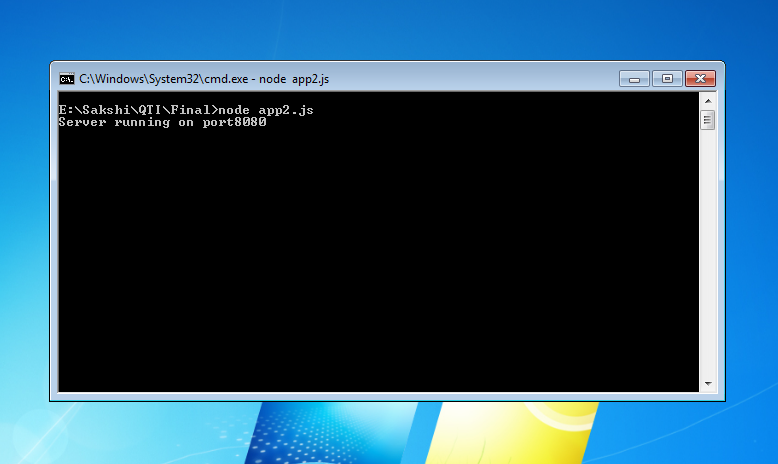 C:\Windows\System32\cmd.exe - node  app2.js
E:\Sakshi\QTI\Final>node app2.js
Server running on port8080